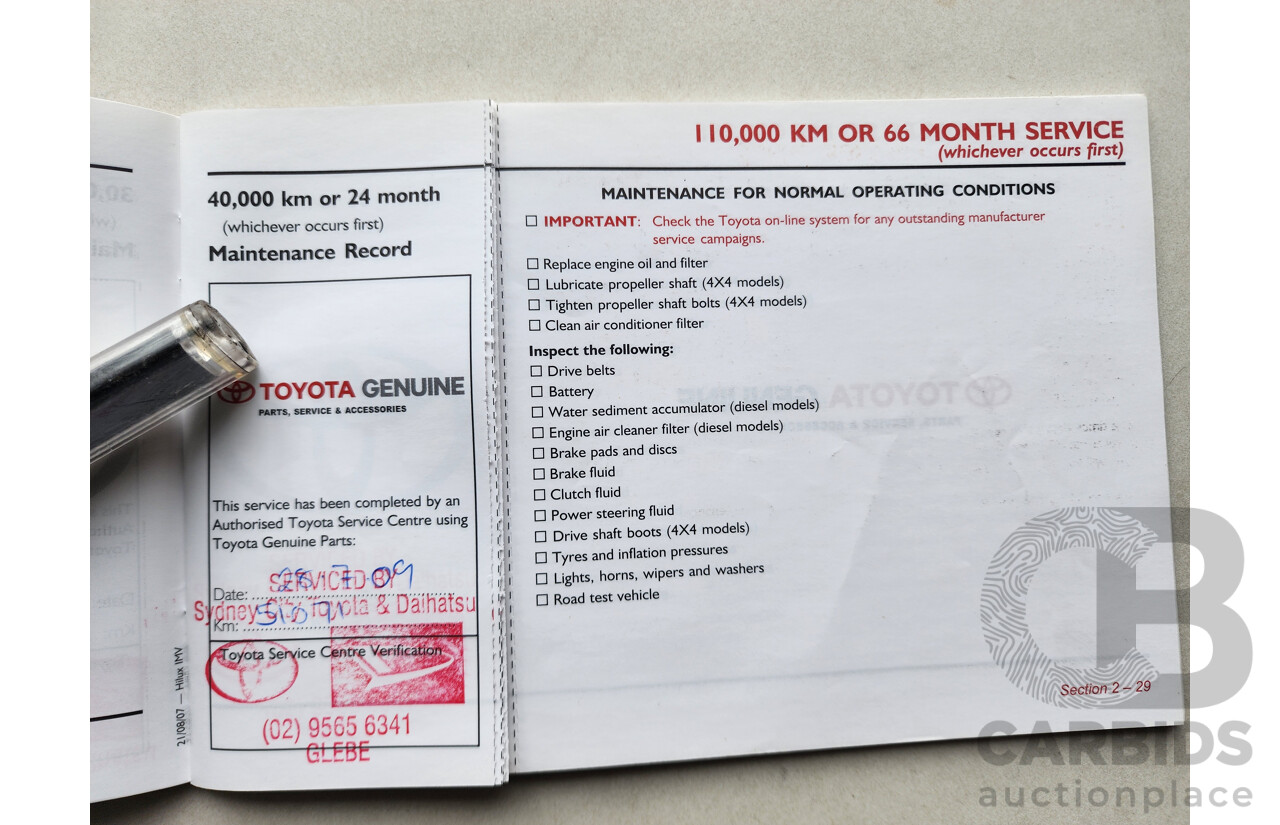 40,000 km or 24 month
(whichever occurs first)
Maintenance Record
TOYOTA GENUINE
PARTS, SERVICE & ACCESSORIES
This service has been completed by an
Authorised Toyota Service Centre using
Toyota Genuine Parts:
SERVICED BY
Date: 7-09
Sydney City Toyota & Daihatsu
Km:
Toyota Service Centre Verification
(02) 9565 6341
GLEBE
21/08/07 — Hilux IMV
110,000 KM OR 66 MONTH SERVICE
(whichever occurs first)
MAINTENANCE FOR NORMAL OPERATING CONDITIONS
IMPORTANT: Check the Toyota on-line system for any outstanding manufacturer
service campaigns.
Replace engine oil and filter
Lubricate propeller shaft (4X4 models)
Tighten propeller shaft bolts (4X4 models)
Clean air conditioner filter
Inspect the following:
Drive belts
Battery
Water sediment accumulator (diesel models)
Engine air cleaner filter (diesel models)
Brake pads and discs
Brake fluid
Clutch fluid
Power steering fluid
Drive shaft boots (4X4 models)
Tyres and inflation pressures
Lights, horns, wipers and washers
Road test vehicle
Section 2 – 29
CB
CARBIDS
auctionplace